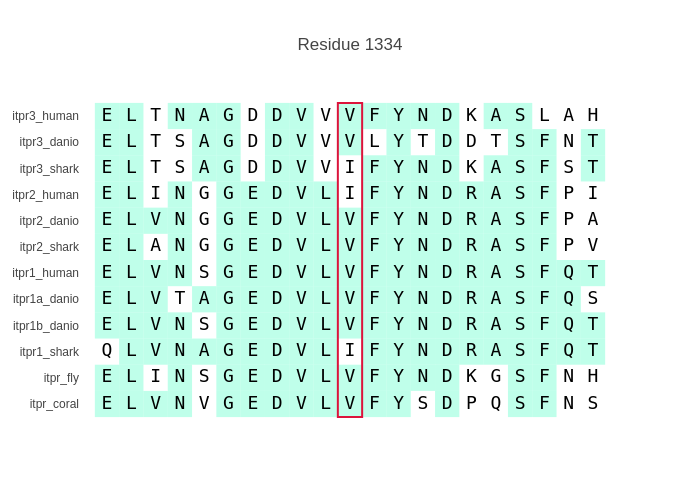 Residue 1334
itpr3_human E L T N A G D D V V V F Y N D K A S L A H
itpr3_danio E L T S A G D D V V V L Y T D D T S F N T
itpr3_shark E L T S A G D D V V I F Y N D K A S F S T
itpr2_human E L I N G G E D V L I F Y N D R A S F P I
itpr2_danio E L V N G G E D V L V F Y N D R A S F P A
itpr2_shark E L A N G G E D V L V F Y N D R A S F P V
itpr1_human E L V N S G E D V L V F Y N D R A S F Q T
itpr1a_danio E L V T A G E D V L V F Y N D R A S F Q S
itpr1b_danio E L V N S G E D V L V F Y N D R A S F Q T
itpr1_shark Q L V N A G E D V L I F Y N D R A S F Q T
itpr_fly E L I N S G E D V L V F Y N D K G S F N H
itpr_coral E L V N V G E D V L V F Y S D P Q S F N S